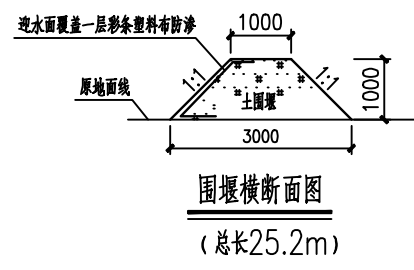 1000
迎水面覆盖一层彩条塑料布防渗
1:1
1:1
原地面线
土围堰
1000
3000
围堰横断面图
(总长25.2m)